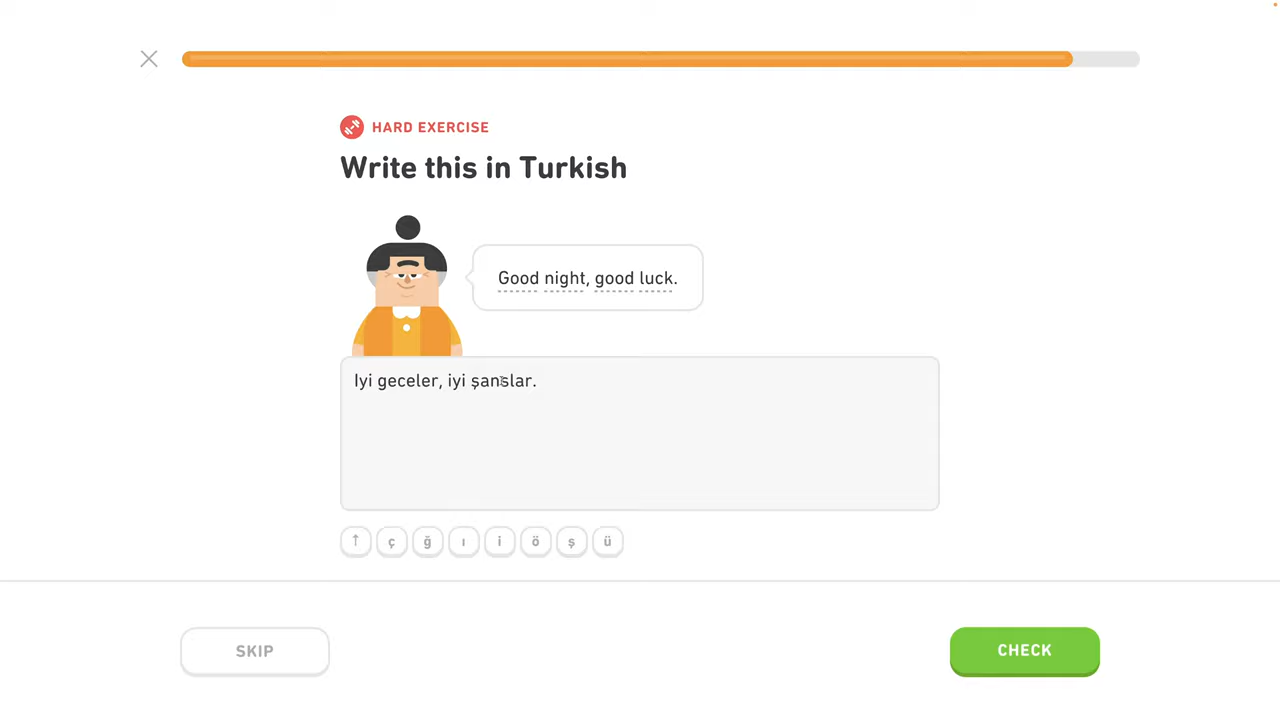 HARD EXERCISE
Write this in Turkish
Good night, good luck.
Iyi geceler, iyi şanslar.
↑ ç ğ ı i ö ş ü
SKIP
CHECK